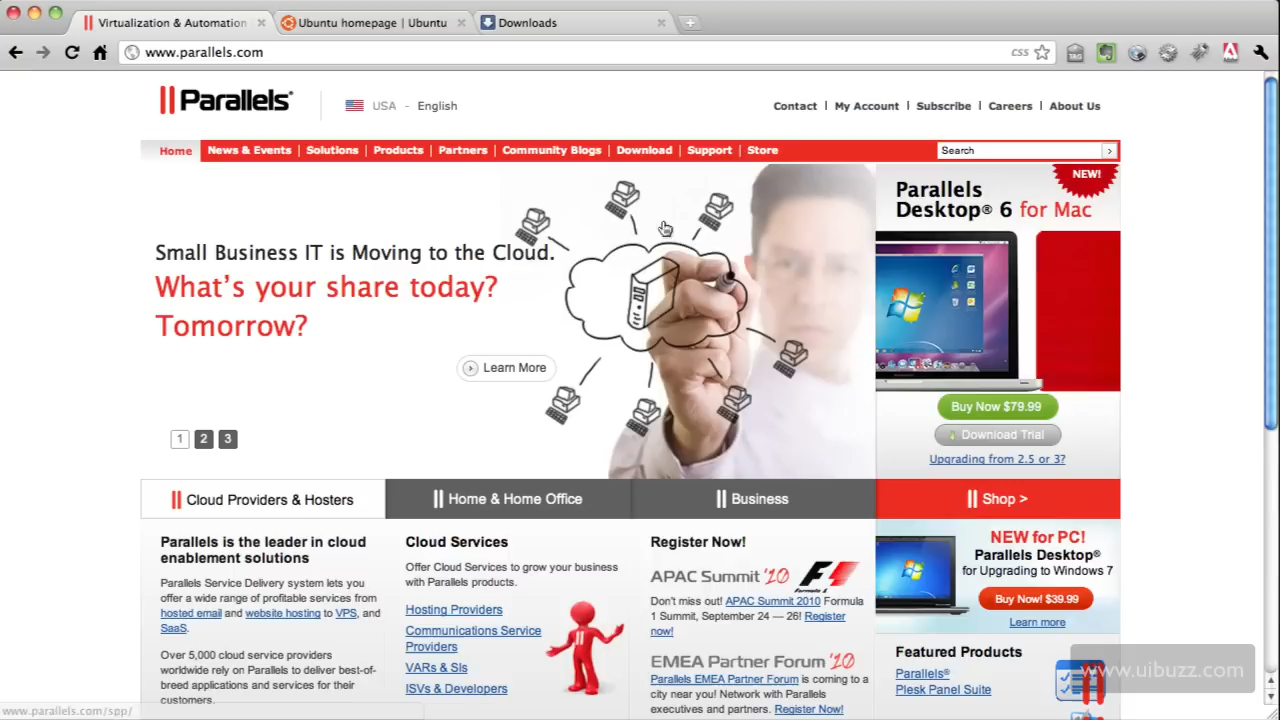 Virtualization & Automation
Ubuntu homepage | Ubuntu
Downloads
www.parallels.com
css
TAG
Parallels®
USA - English
Contact | My Account | Subscribe | Careers | About Us
Home News & Events | Solutions | Products | Partners | Community Blogs | Download | Support | Store
Search
Small Business IT is Moving to the Cloud.
What's your share today?
Tomorrow?
Learn More
1 2 3
NEW!
Parallels
Desktop® 6 for Mac
Buy Now $79.99
Download Trial
Upgrading from 2.5 or 3?
Cloud Providers & Hosters
Home & Home Office
Business
Shop >
Parallels is the leader in cloud
enablement solutions
Parallels Service Delivery system lets you
offer a wide range of profitable services from
hosted email and website hosting to VPS, and
SaaS.
Over 5,000 cloud service providers
worldwide rely on Parallels to deliver best-of-
breed applications and services for their
customers.
Cloud Services
Offer Cloud Services to grow your business
with Parallels products.
Hosting Providers
Communications Service
Providers
VARs & SIs
ISVs & Developers
Register Now!
APAC Summit '10
Formula 1
Don't miss out! APAC Summit 2010 Formula
1 Summit, September 24 — 26! Register
now!
EMEA Partner Forum '10
Parallels EMEA Partner Forum is coming to a
city near you! Network with Parallels
executives and partners. Register Now!
NEW for PC!
Parallels Desktop®
for Upgrading to Windows 7
Buy Now! $39.99
Learn more
Featured Products
Parallels®
Plesk Panel Suite
www.uibuzz.com
www.parallels.com/spp/